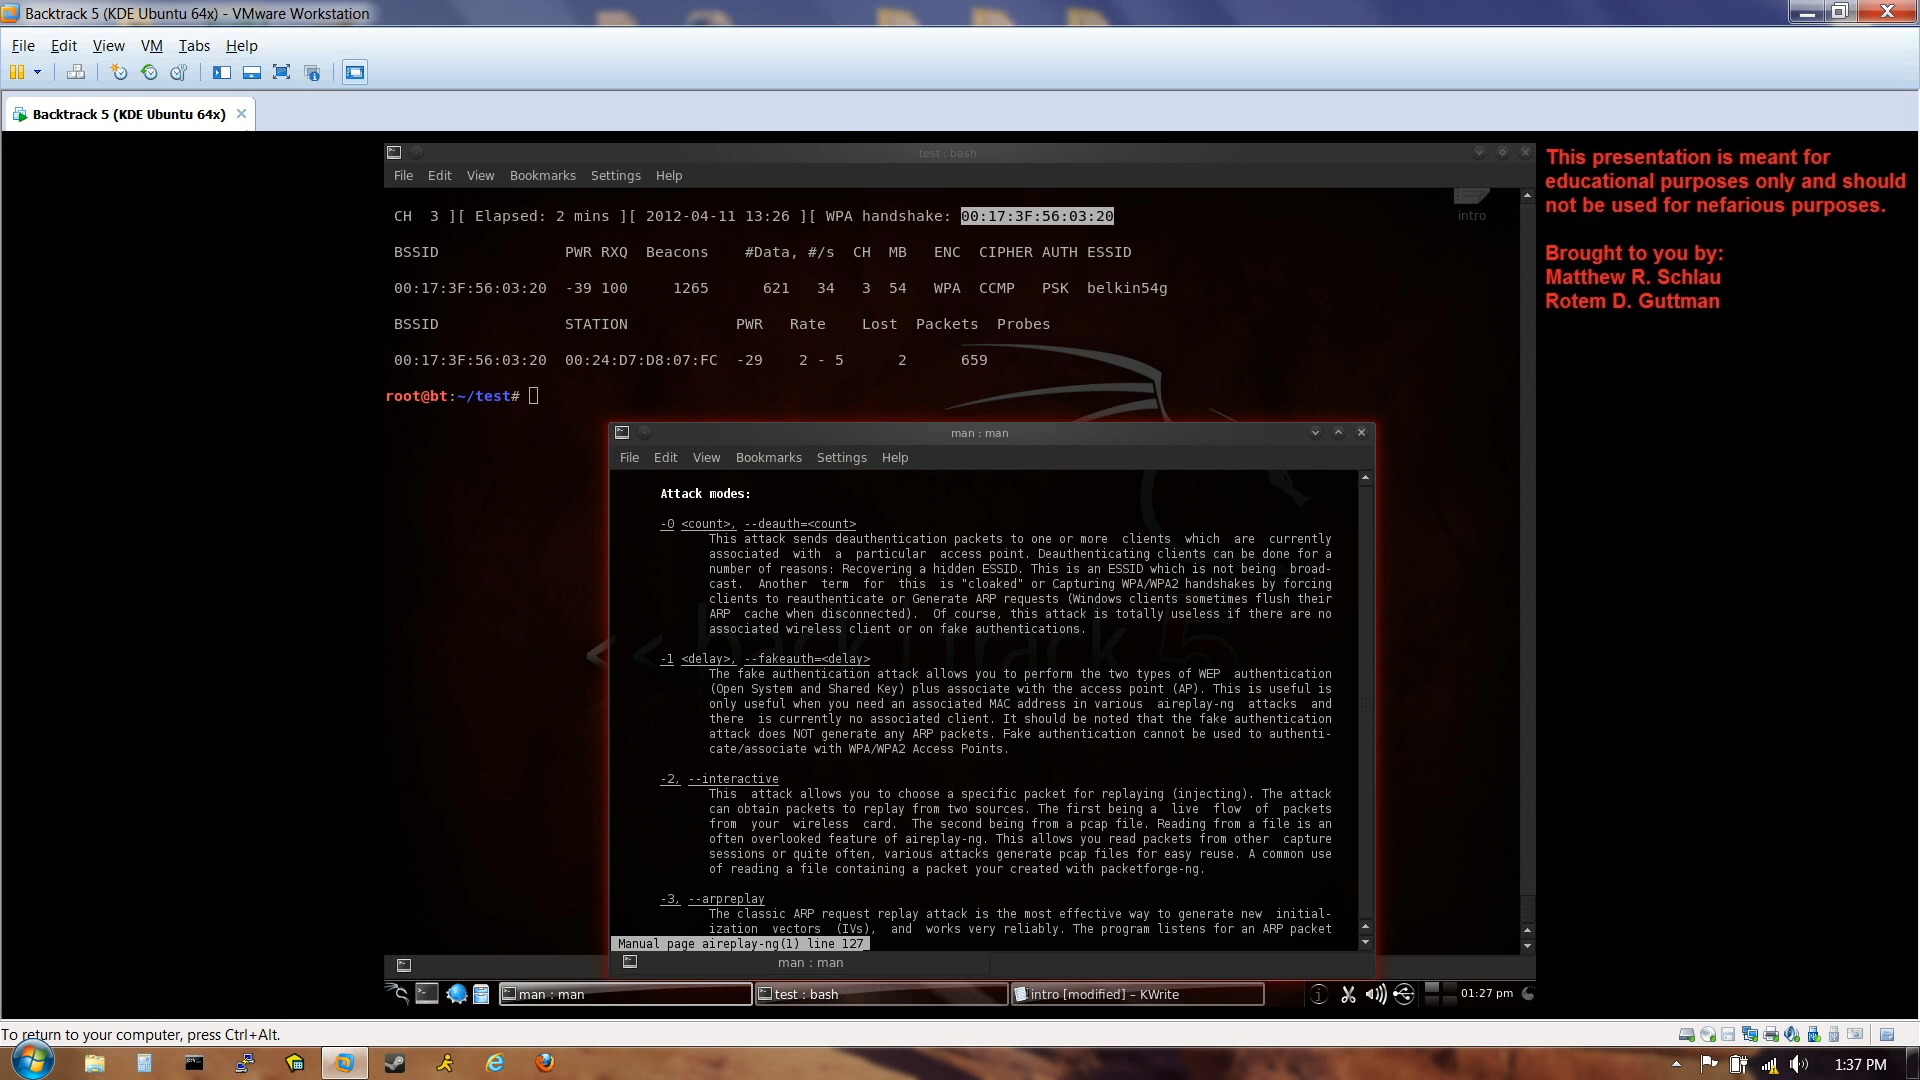 Backtrack 5 (KDE Ubuntu 64x) - VMware Workstation
File Edit View VM Tabs Help
Backtrack 5 (KDE Ubuntu 64x)
test : bash
File Edit View Bookmarks Settings Help
CH 3 ][ Elapsed: 2 mins ][ 2012-04-11 13:26 ][ WPA handshake: 00:17:3F:56:03:20
intro
BSSID PWR RXQ Beacons #Data, #/s CH MB ENC CIPHER AUTH ESSID
00:17:3F:56:03:20 -39 100 1265 621 34 3 54 WPA CCMP PSK belkin54g
BSSID STATION PWR Rate Lost Packets Probes
00:17:3F:56:03:20 00:24:D7:D8:07:FC -29 2 - 5 2 659
root@bt:~/test#
This presentation is meant for
educational purposes only and should
not be used for nefarious purposes.
Brought to you by:
Matthew R. Schlau
Rotem D. Guttman
man : man
File Edit View Bookmarks Settings Help
Attack modes:
-0 <count>, --deauth=<count>
This attack sends deauthentication packets to one or more clients which are currently
associated with a particular access point. Deauthenticating clients can be done for a
number of reasons: Recovering a hidden ESSID. This is an ESSID which is not being broad-
cast. Another term for this is "cloaked" or Capturing WPA/WPA2 handshakes by forcing
clients to reauthenticate or Generate ARP requests (Windows clients sometimes flush their
ARP cache when disconnected). Of course, this attack is totally useless if there are no
associated wireless client or on fake authentications.
-1 <delay>, --fakeauth=<delay>
The fake authentication attack allows you to perform the two types of WEP authentication
(Open System and Shared Key) plus associate with the access point (AP). This is useful is
only useful when you need an associated MAC address in various aireplay-ng attacks and
there is currently no associated client. It should be noted that the fake authentication
attack does NOT generate any ARP packets. Fake authentication cannot be used to authenti-
cate/associate with WPA/WPA2 Access Points.
-2, --interactive
This attack allows you to choose a specific packet for replaying (injecting). The attack
can obtain packets to replay from two sources. The first being a live flow of packets
from your wireless card. The second being from a pcap file. Reading from a file is an
often overlooked feature of aireplay-ng. This allows you read packets from other capture
sessions or quite often, various attacks generate pcap files for easy reuse. A common use
of reading a file containing a packet your created with packetforge-ng.
-3, --arpreplay
The classic ARP request replay attack is the most effective way to generate new initial-
ization vectors (IVs), and works very reliably. The program listens for an ARP packet
Manual page aireplay-ng(1) line 127
man : man
man : man
test : bash
intro [modified] – KWrite
01:27 pm
To return to your computer, press Ctrl+Alt.
1:37 PM